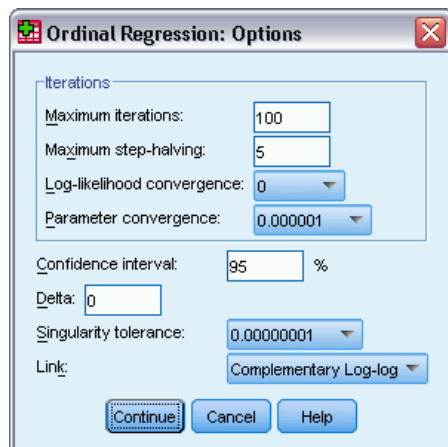 Ordinal Regression: Options
Iterations
Maximum iterations: 100
Maximum step-halving: 5
Log-likelihood convergence: 0
Parameter convergence: 0.000001
Confidence interval: 95 %
Delta: 0
Singularity tolerance: 0.00000001
Link: Complementary Log-log
Continue Cancel Help